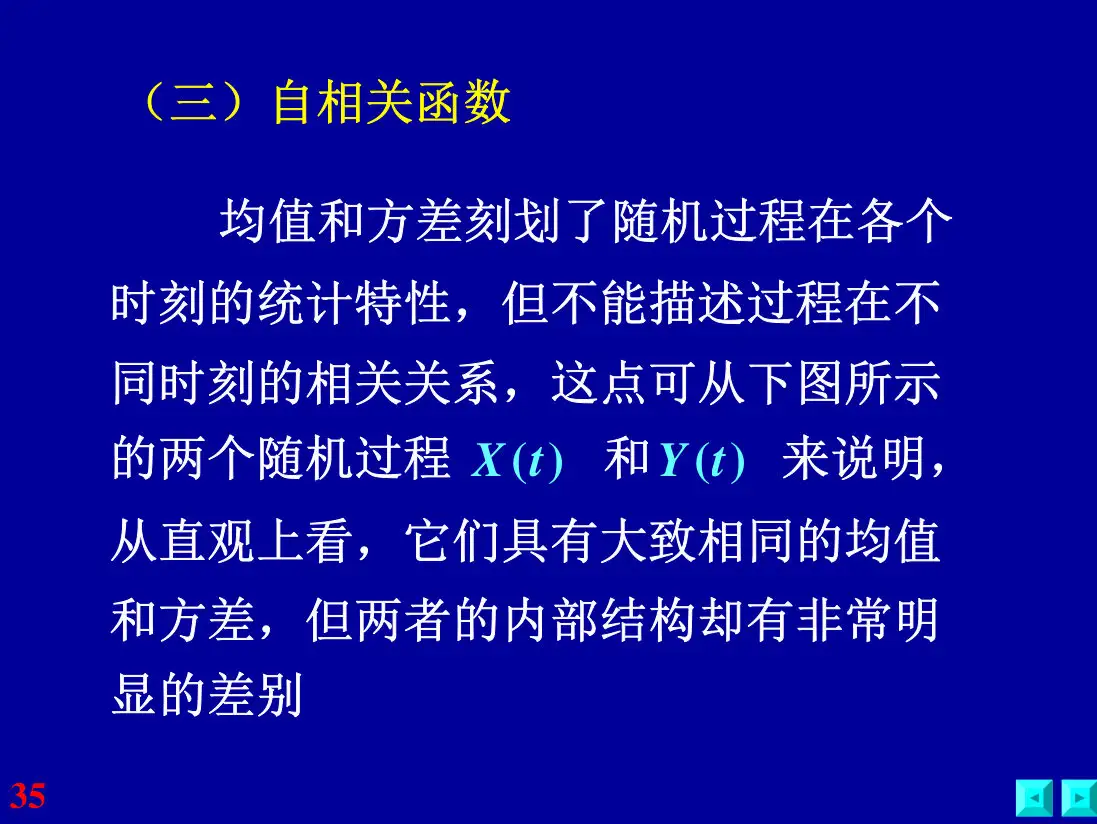 （三）自相关函数
均值和方差刻划了随机过程在各个
时刻的统计特性，但不能描述过程在不
同时刻的相关关系，这点可从下图所示
的两个随机过程 X(t) 和Y(t) 来说明，
从直观上看，它们具有大致相同的均值
和方差，但两者的内部结构却有非常明
显的差别
35